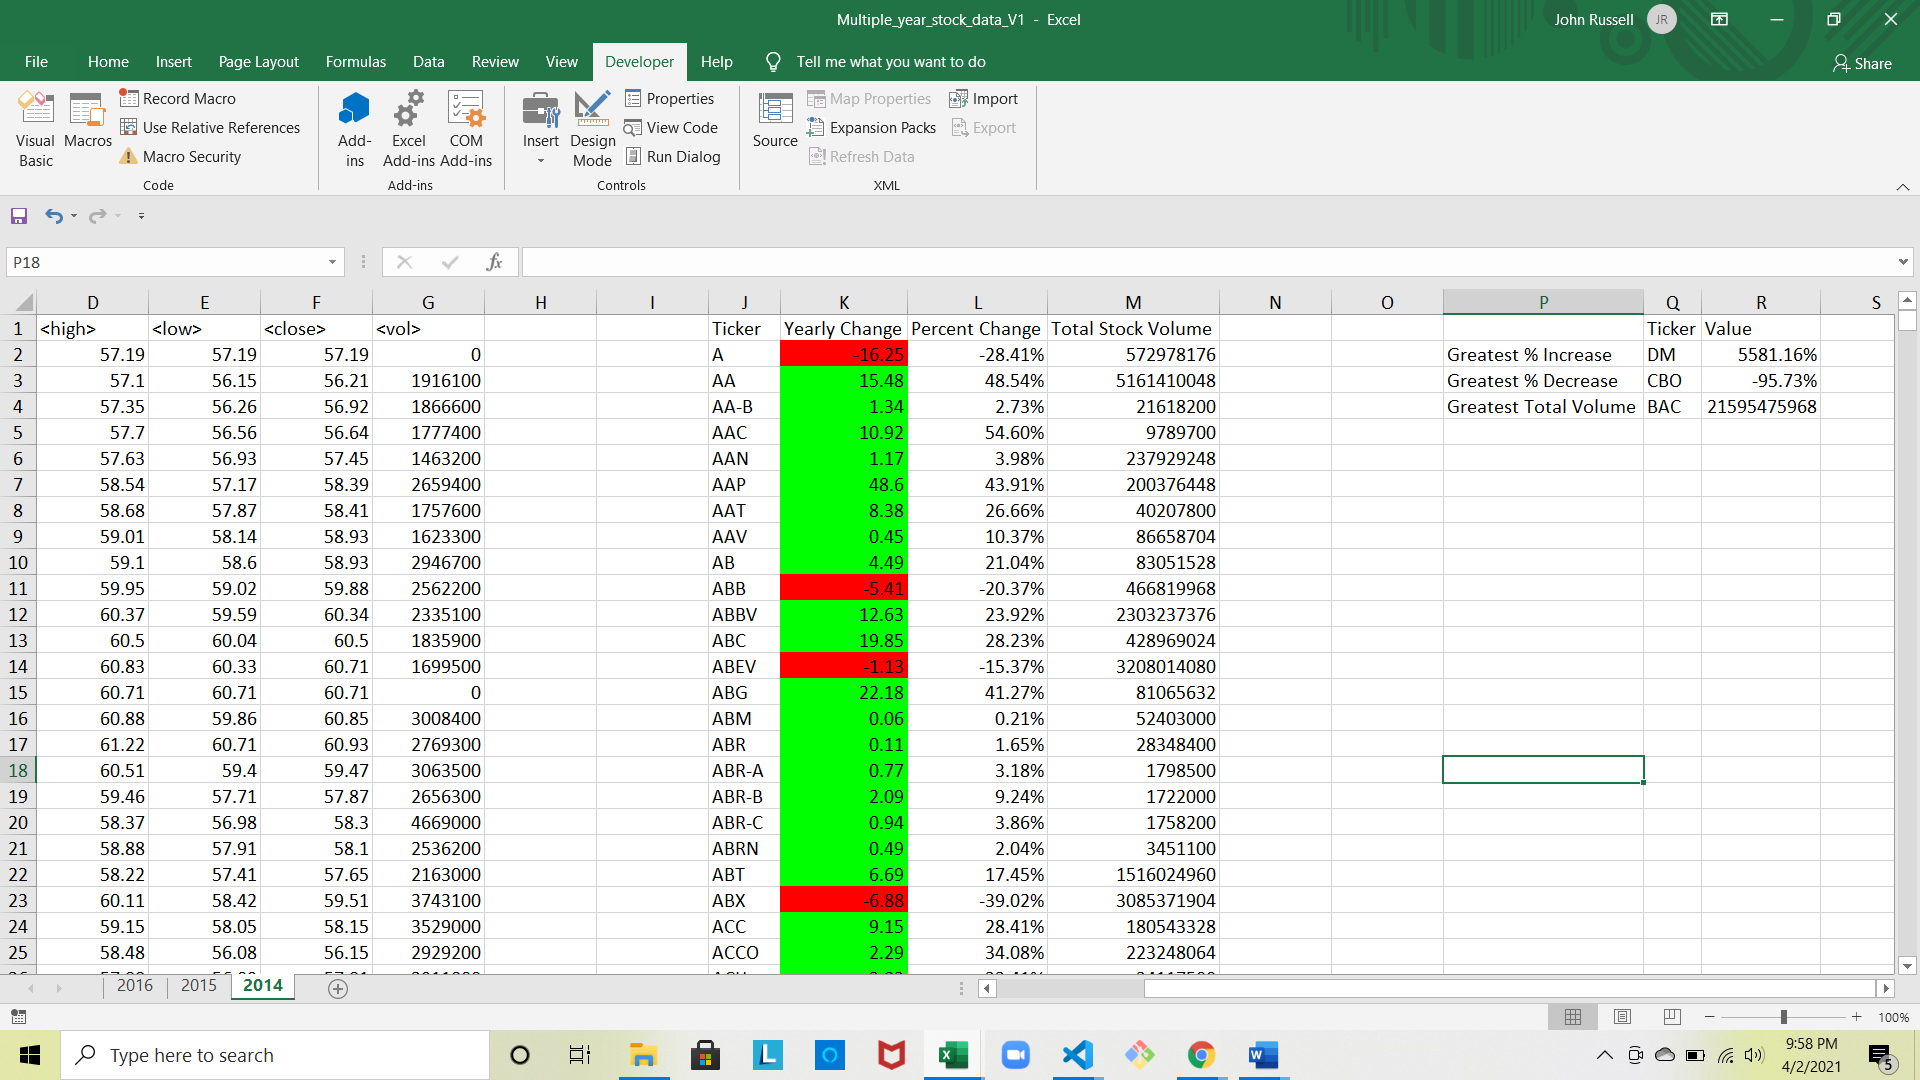 Multiple_year_stock_data_V1 - Excel
John Russell JR
File Home Insert Page Layout Formulas Data Review View Developer Help Tell me what you want to do Share
Visual Basic
Macros
Record Macro
Use Relative References
Macro Security
Code
Add-ins
Excel Add-ins
COM Add-ins
Add-ins
Insert
Design Mode
Properties
View Code
Run Dialog
Controls
Source
Map Properties
Expansion Packs
Refresh Data
Import
Export
XML
P18
fx
D E F G H I J K L M N O P Q R S
1 <high> <low> <close> <vol> Ticker Yearly Change Percent Change Total Stock Volume Ticker Value
2 57.19 57.19 57.19 0 A -16.25 -28.41% 572978176 Greatest % Increase DM 5581.16%
3 57.1 56.15 56.21 1916100 AA 15.48 48.54% 5161410048 Greatest % Decrease CBO -95.73%
4 57.35 56.26 56.92 1866600 AA-B 1.34 2.73% 21618200 Greatest Total Volume BAC 21595475968
5 57.7 56.56 56.64 1777400 AAC 10.92 54.60% 9789700
6 57.63 56.93 57.45 1463200 AAN 1.17 3.98% 237929248
7 58.54 57.17 58.39 2659400 AAP 48.6 43.91% 200376448
8 58.68 57.87 58.41 1757600 AAT 8.38 26.66% 40207800
9 59.01 58.14 58.93 1623300 AAV 0.45 10.37% 86658704
10 59.1 58.6 58.93 2946700 AB 4.49 21.04% 83051528
11 59.95 59.02 59.88 2562200 ABB -5.41 -20.37% 466819968
12 60.37 59.59 60.34 2335100 ABBV 12.63 23.92% 2303237376
13 60.5 60.04 60.5 1835900 ABC 19.85 28.23% 428969024
14 60.83 60.33 60.71 1699500 ABEV -1.13 -15.37% 3208014080
15 60.71 60.71 60.71 0 ABG 22.18 41.27% 81065632
16 60.88 59.86 60.85 3008400 ABM 0.06 0.21% 52403000
17 61.22 60.71 60.93 2769300 ABR 0.11 1.65% 28348400
18 60.51 59.4 59.47 3063500 ABR-A 0.77 3.18% 1798500
19 59.46 57.71 57.87 2656300 ABR-B 2.09 9.24% 1722000
20 58.37 56.98 58.3 4669000 ABR-C 0.94 3.86% 1758200
21 58.88 57.91 58.1 2536200 ABRN 0.49 2.04% 3451100
22 58.22 57.41 57.65 2163000 ABT 6.69 17.45% 1516024960
23 60.11 58.42 59.51 3743100 ABX -6.88 -39.02% 3085371904
24 59.15 58.05 58.15 3529000 ACC 9.15 28.41% 180543328
25 58.48 56.08 56.15 2929200 ACCO 2.29 34.08% 223248064
2016 2015 2014
100%
Type here to search
9:58 PM
4/2/2021
5